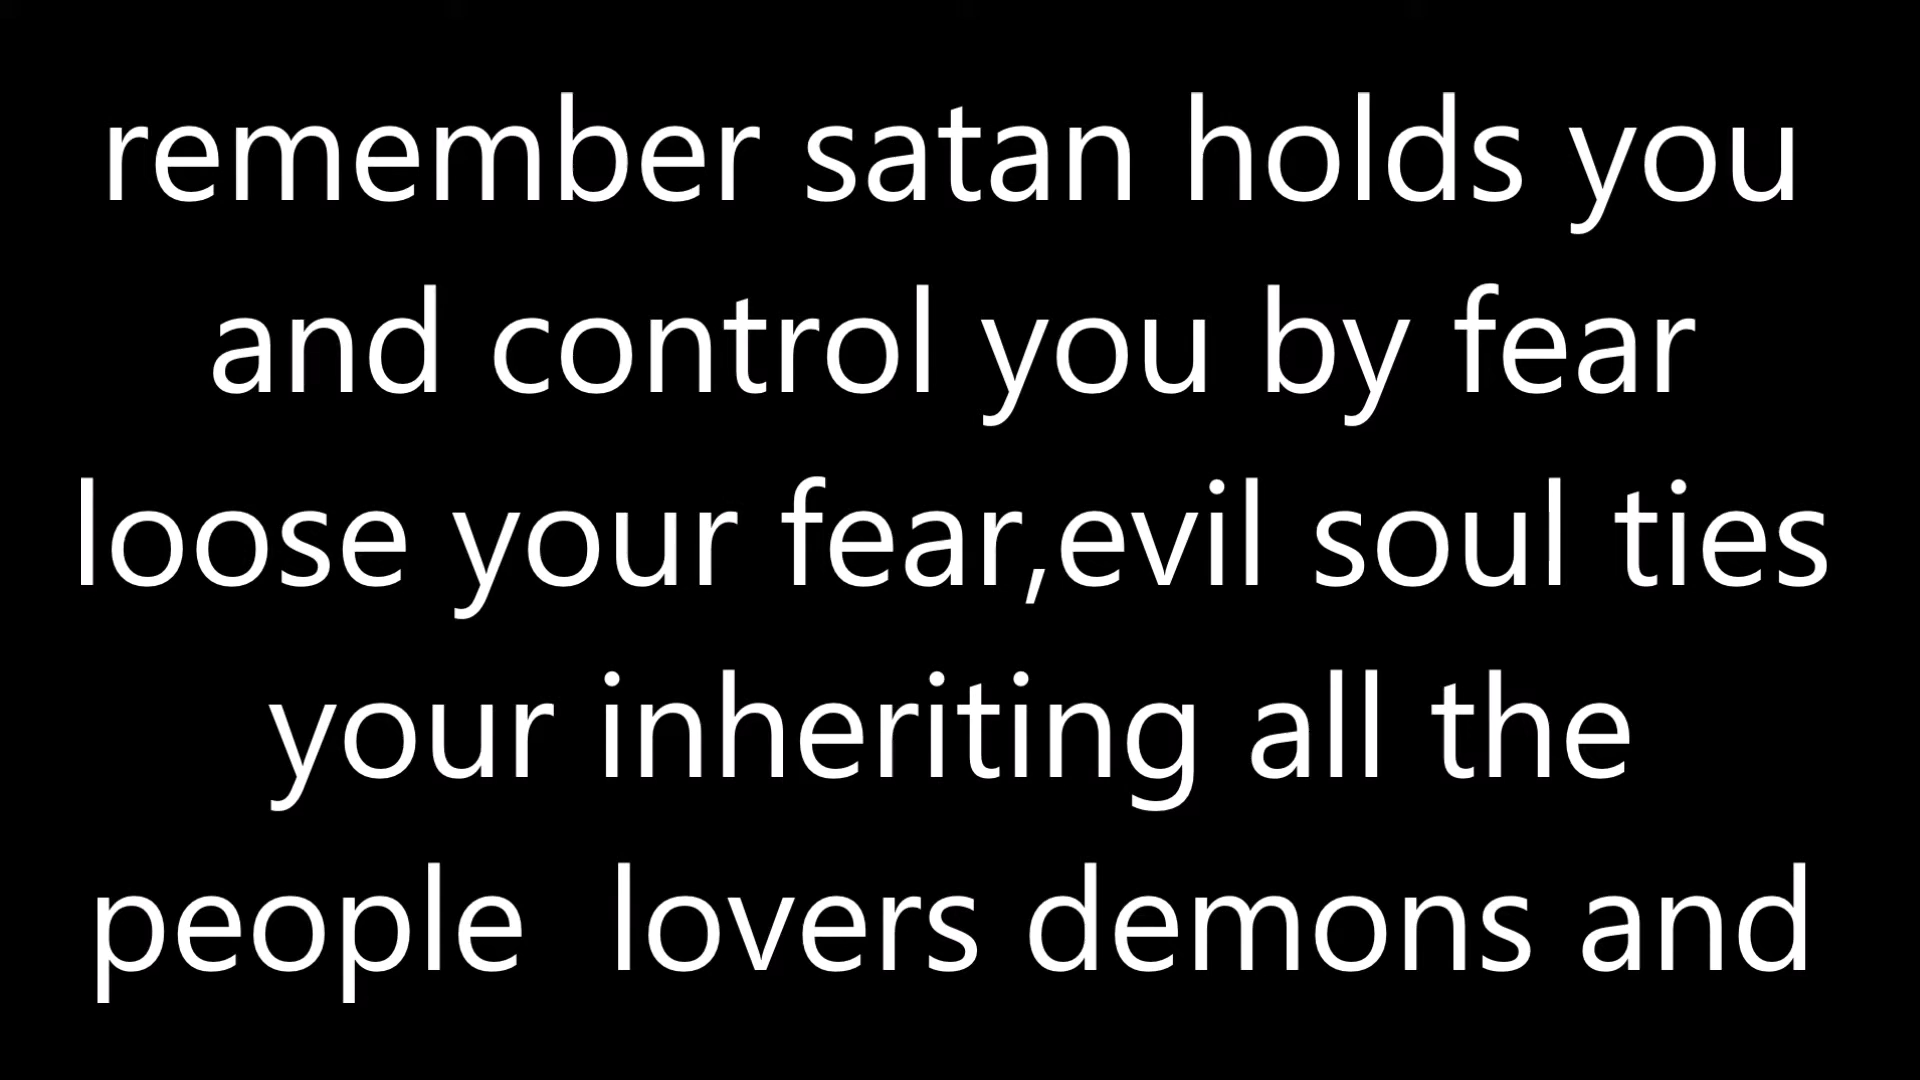 remember satan holds you
and control you by fear
loose your fear,evil soul ties
your inheriting all the
people  lovers demons and